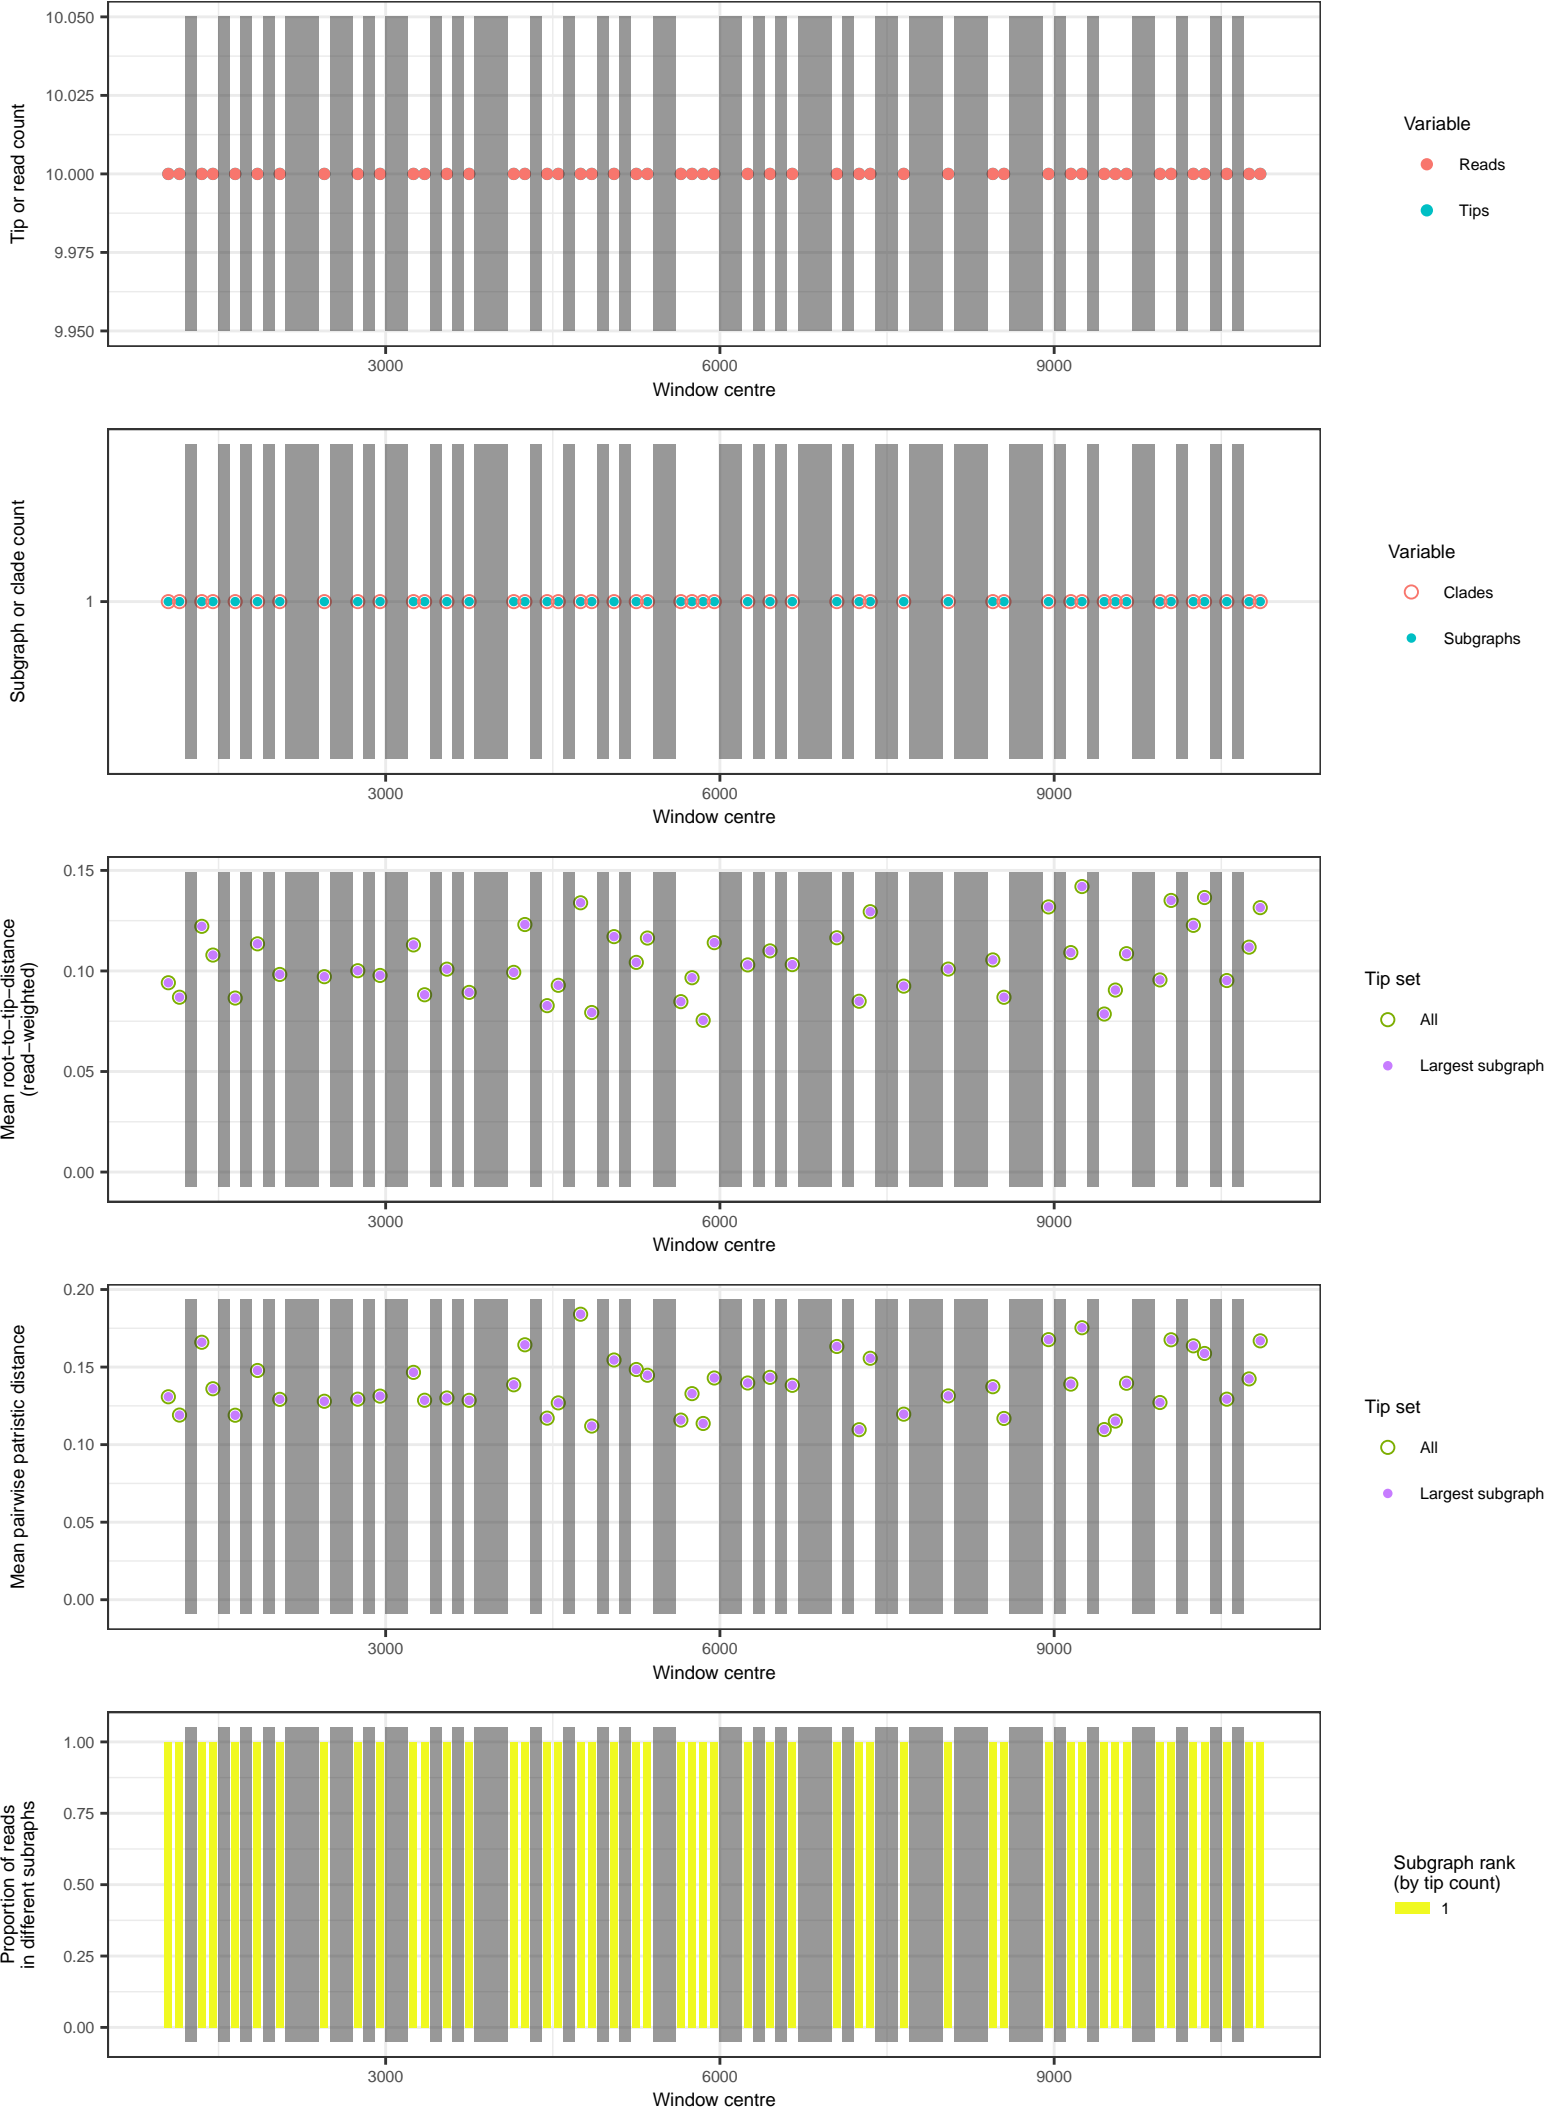 10.050
10.025
10.000
9.975
9.950
Tip or read count
3000 6000 9000
Window centre
Variable
Reads
Tips
1
Subgraph or clade count
3000 6000 9000
Window centre
Variable
Clades
Subgraphs
0.15
0.10
0.05
0.00
Mean root−to−tip−distance
(read−weighted)
3000 6000 9000
Window centre
Tip set
All
Largest subgraph
0.20
0.15
0.10
0.05
0.00
Mean pairwise patristic distance
3000 6000 9000
Window centre
Tip set
All
Largest subgraph
1.00
0.75
0.50
0.25
0.00
Proportion of reads
in different subraphs
3000 6000 9000
Window centre
Subgraph rank
(by tip count)
1